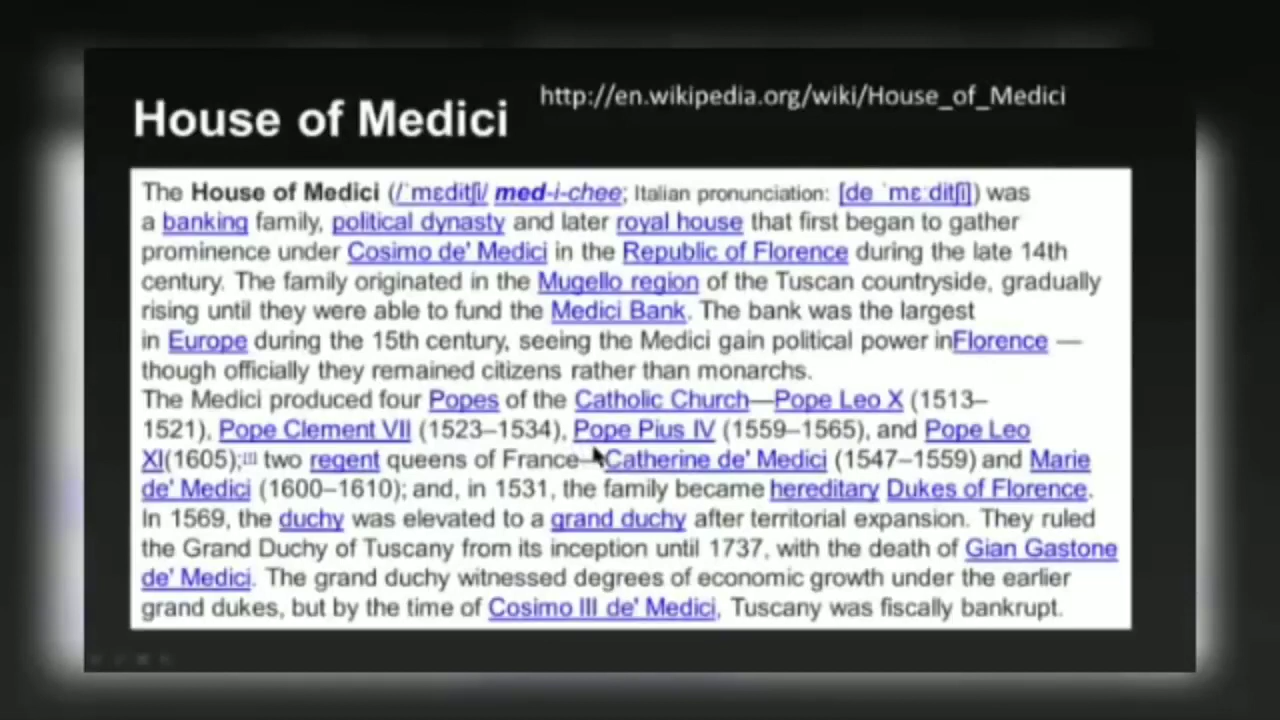 House of Medici
http://en.wikipedia.org/wiki/House_of_Medici
The House of Medici (/ˈmɛditʃi/ med-i-chee; Italian pronunciation: [de ˈmɛːditʃi]) was
a banking family, political dynasty and later royal house that first began to gather
prominence under Cosimo de' Medici in the Republic of Florence during the late 14th
century. The family originated in the Mugello region of the Tuscan countryside, gradually
rising until they were able to fund the Medici Bank. The bank was the largest
in Europe during the 15th century, seeing the Medici gain political power inFlorence —
though officially they remained citizens rather than monarchs.
The Medici produced four Popes of the Catholic Church—Pope Leo X (1513–
1521), Pope Clement VII (1523–1534), Pope Pius IV (1559–1565), and Pope Leo
XI(1605);[1] two regent queens of France—Catherine de' Medici (1547–1559) and Marie
de' Medici (1600–1610); and, in 1531, the family became hereditary Dukes of Florence.
In 1569, the duchy was elevated to a grand duchy after territorial expansion. They ruled
the Grand Duchy of Tuscany from its inception until 1737, with the death of Gian Gastone
de' Medici. The grand duchy witnessed degrees of economic growth under the earlier
grand dukes, but by the time of Cosimo III de' Medici, Tuscany was fiscally bankrupt.